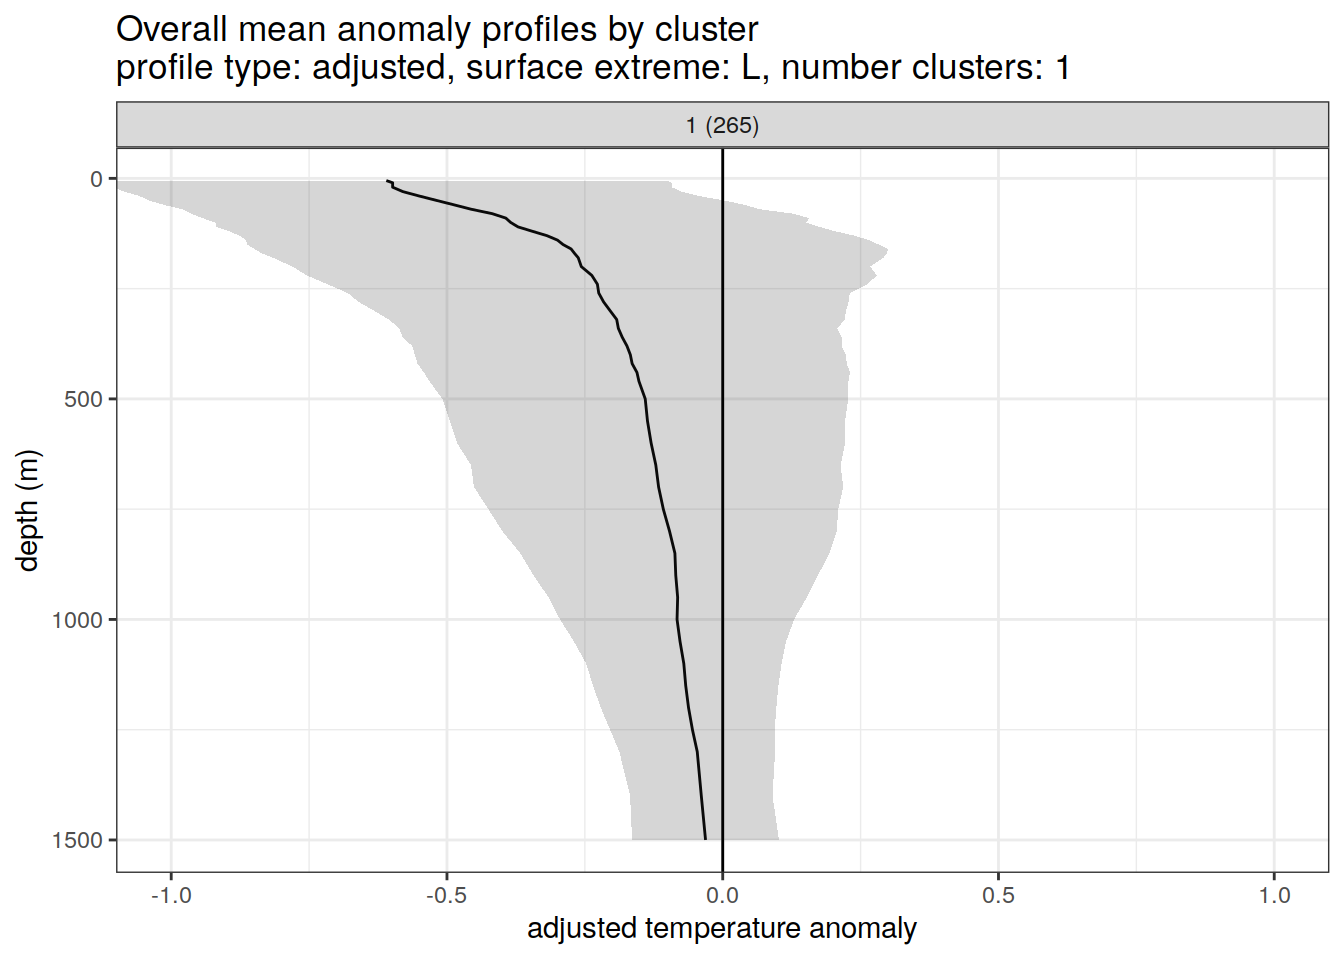 Overall mean anomaly profiles by cluster
profile type: adjusted, surface extreme: L, number clusters: 1
1 (265)
0
500
1000
1500
depth (m)
-1.0
-0.5
0.0
0.5
1.0
adjusted temperature anomaly